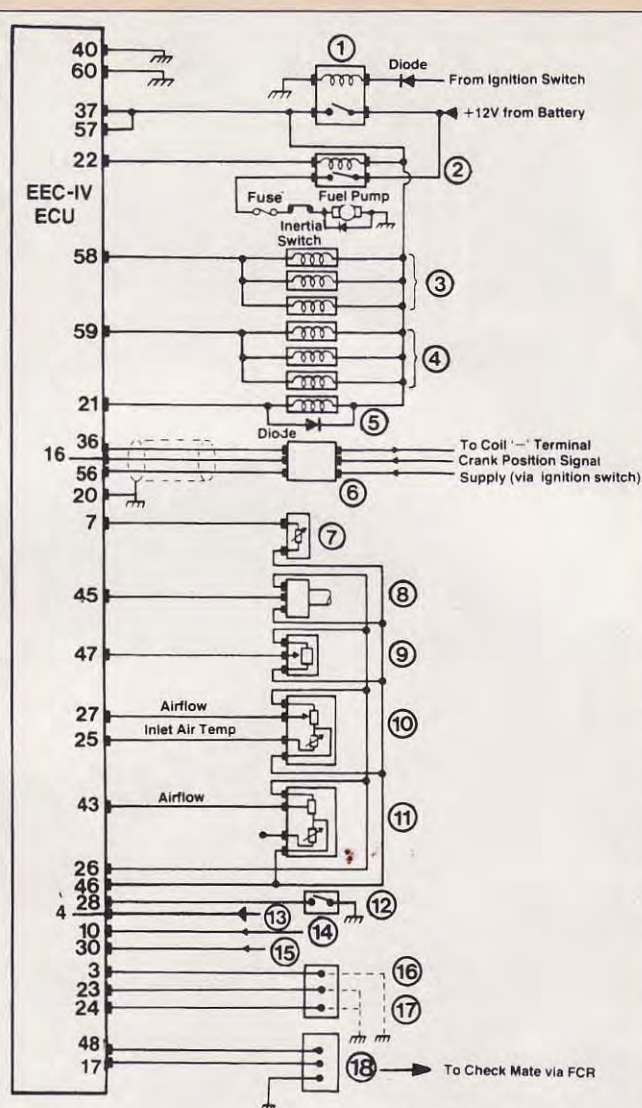 40
60
37
57
22
EEC-IV
ECU
58
59
21
36
16
56
20
7
45
47
27
25
43
26
46
28
4
10
30
3
23
24
48
17
1
Diode
From Ignition Switch
+12V from Battery
2
Fuse
Fuel Pump
Inertia
Switch
3
4
5
Diode
To Coil '–' Terminal
Crank Position Signal
Supply (via ignition switch)
6
7
8
9
Airflow
Inlet Air Temp
10
Airflow
11
12
13
14
15
16
17
18
To Check Mate via FCR